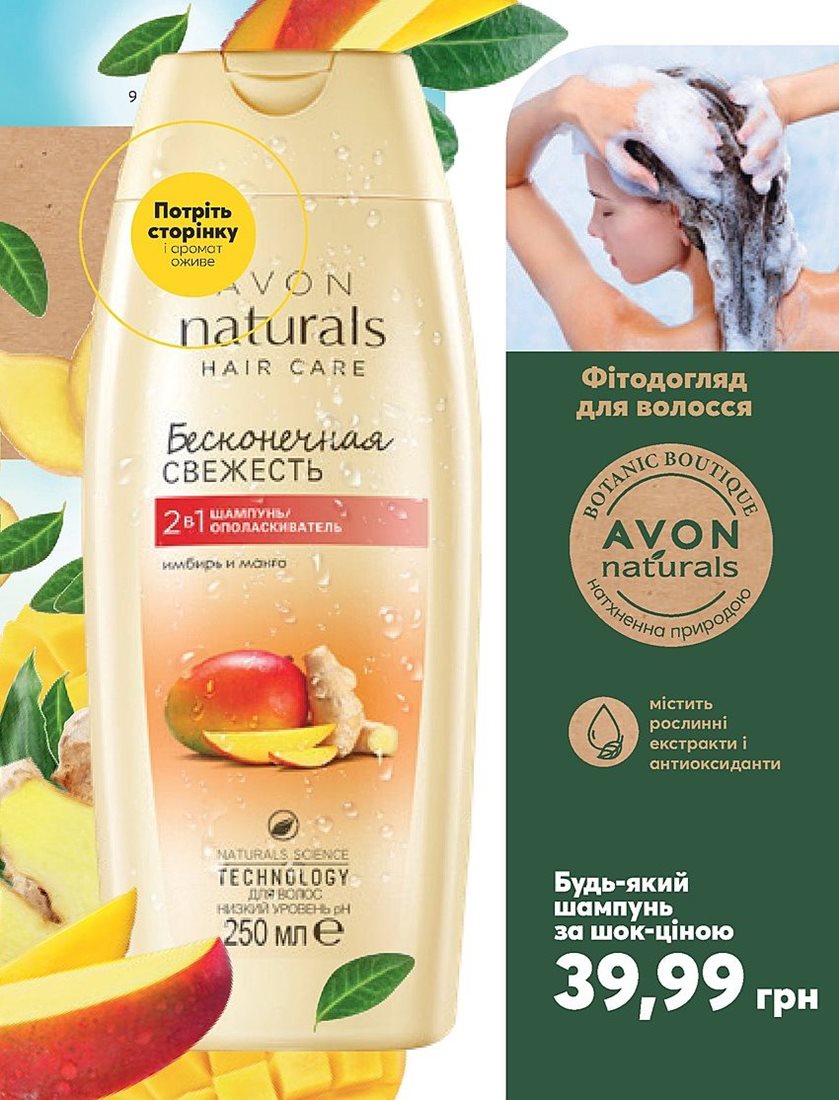 9
Потріть
сторінку
і аромат
оживе
AVON
naturals
HAIR CARE
Бесконечная
СВЕЖЕСТЬ
2в1 ШАМПУНЬ/
ОПОЛАСКИВАТЕЛЬ
имбирь и манго
NATURALS SCIENCE
TECHNOLOGY
ДЛЯ ВОЛОС
НИЗКИЙ УРОВЕНЬ pH
250 мл e
Фітодогляд
для волосся
BOTANIC BOUTIQUE
AVON
naturals
натхненна природою
містить
рослинні
екстракти і
антиоксиданти
Будь-який
шампунь
за шок-ціною
39,99 грн